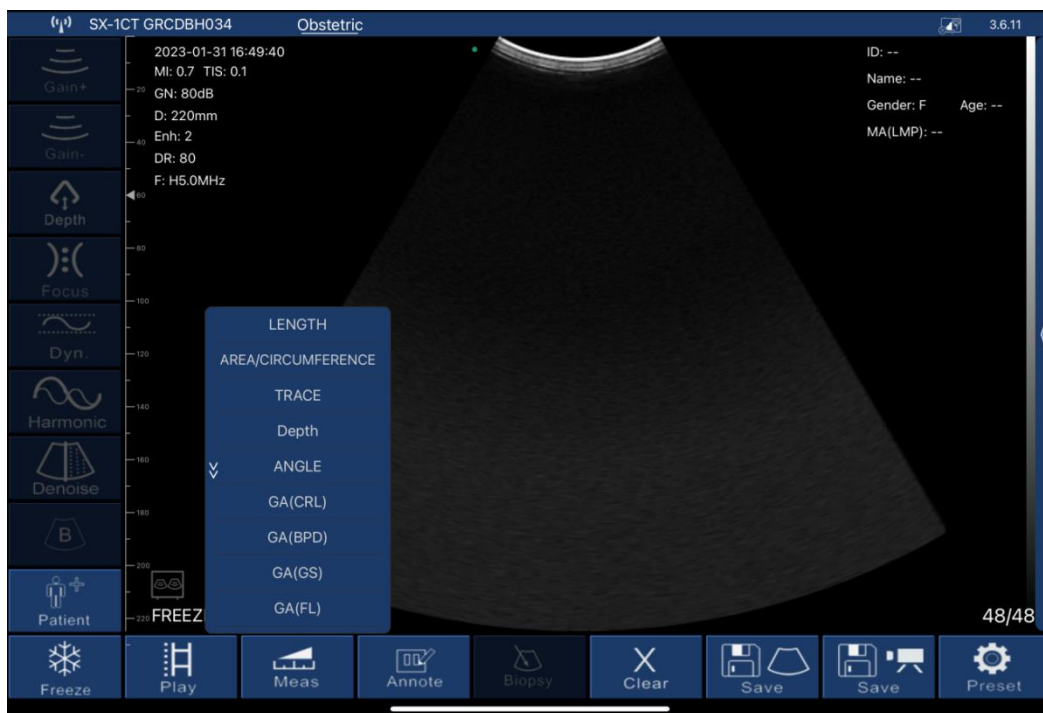 SX-1CT GRCDBH034 Obstetric 3.6.11
Gain+
Gain-
Depth
Focus
Dyn.
Harmonic
Denoise
B
Patient
2023-01-31 16:49:40
MI: 0.7 TIS: 0.1
GN: 80dB
D: 220mm
Enh: 2
DR: 80
F: H5.0MHz
20
40
60
80
100
120
140
160
180
200
220
ID: --
Name: --
Gender: F Age: --
MA(LMP): --
LENGTH
AREA/CIRCUMFERENCE
TRACE
Depth
ANGLE
GA(CRL)
GA(BPD)
GA(GS)
GA(FL)
FREEZ
48/48
Freeze
Play
Meas
Annote
Biopsy
Clear
Save
Save
Preset